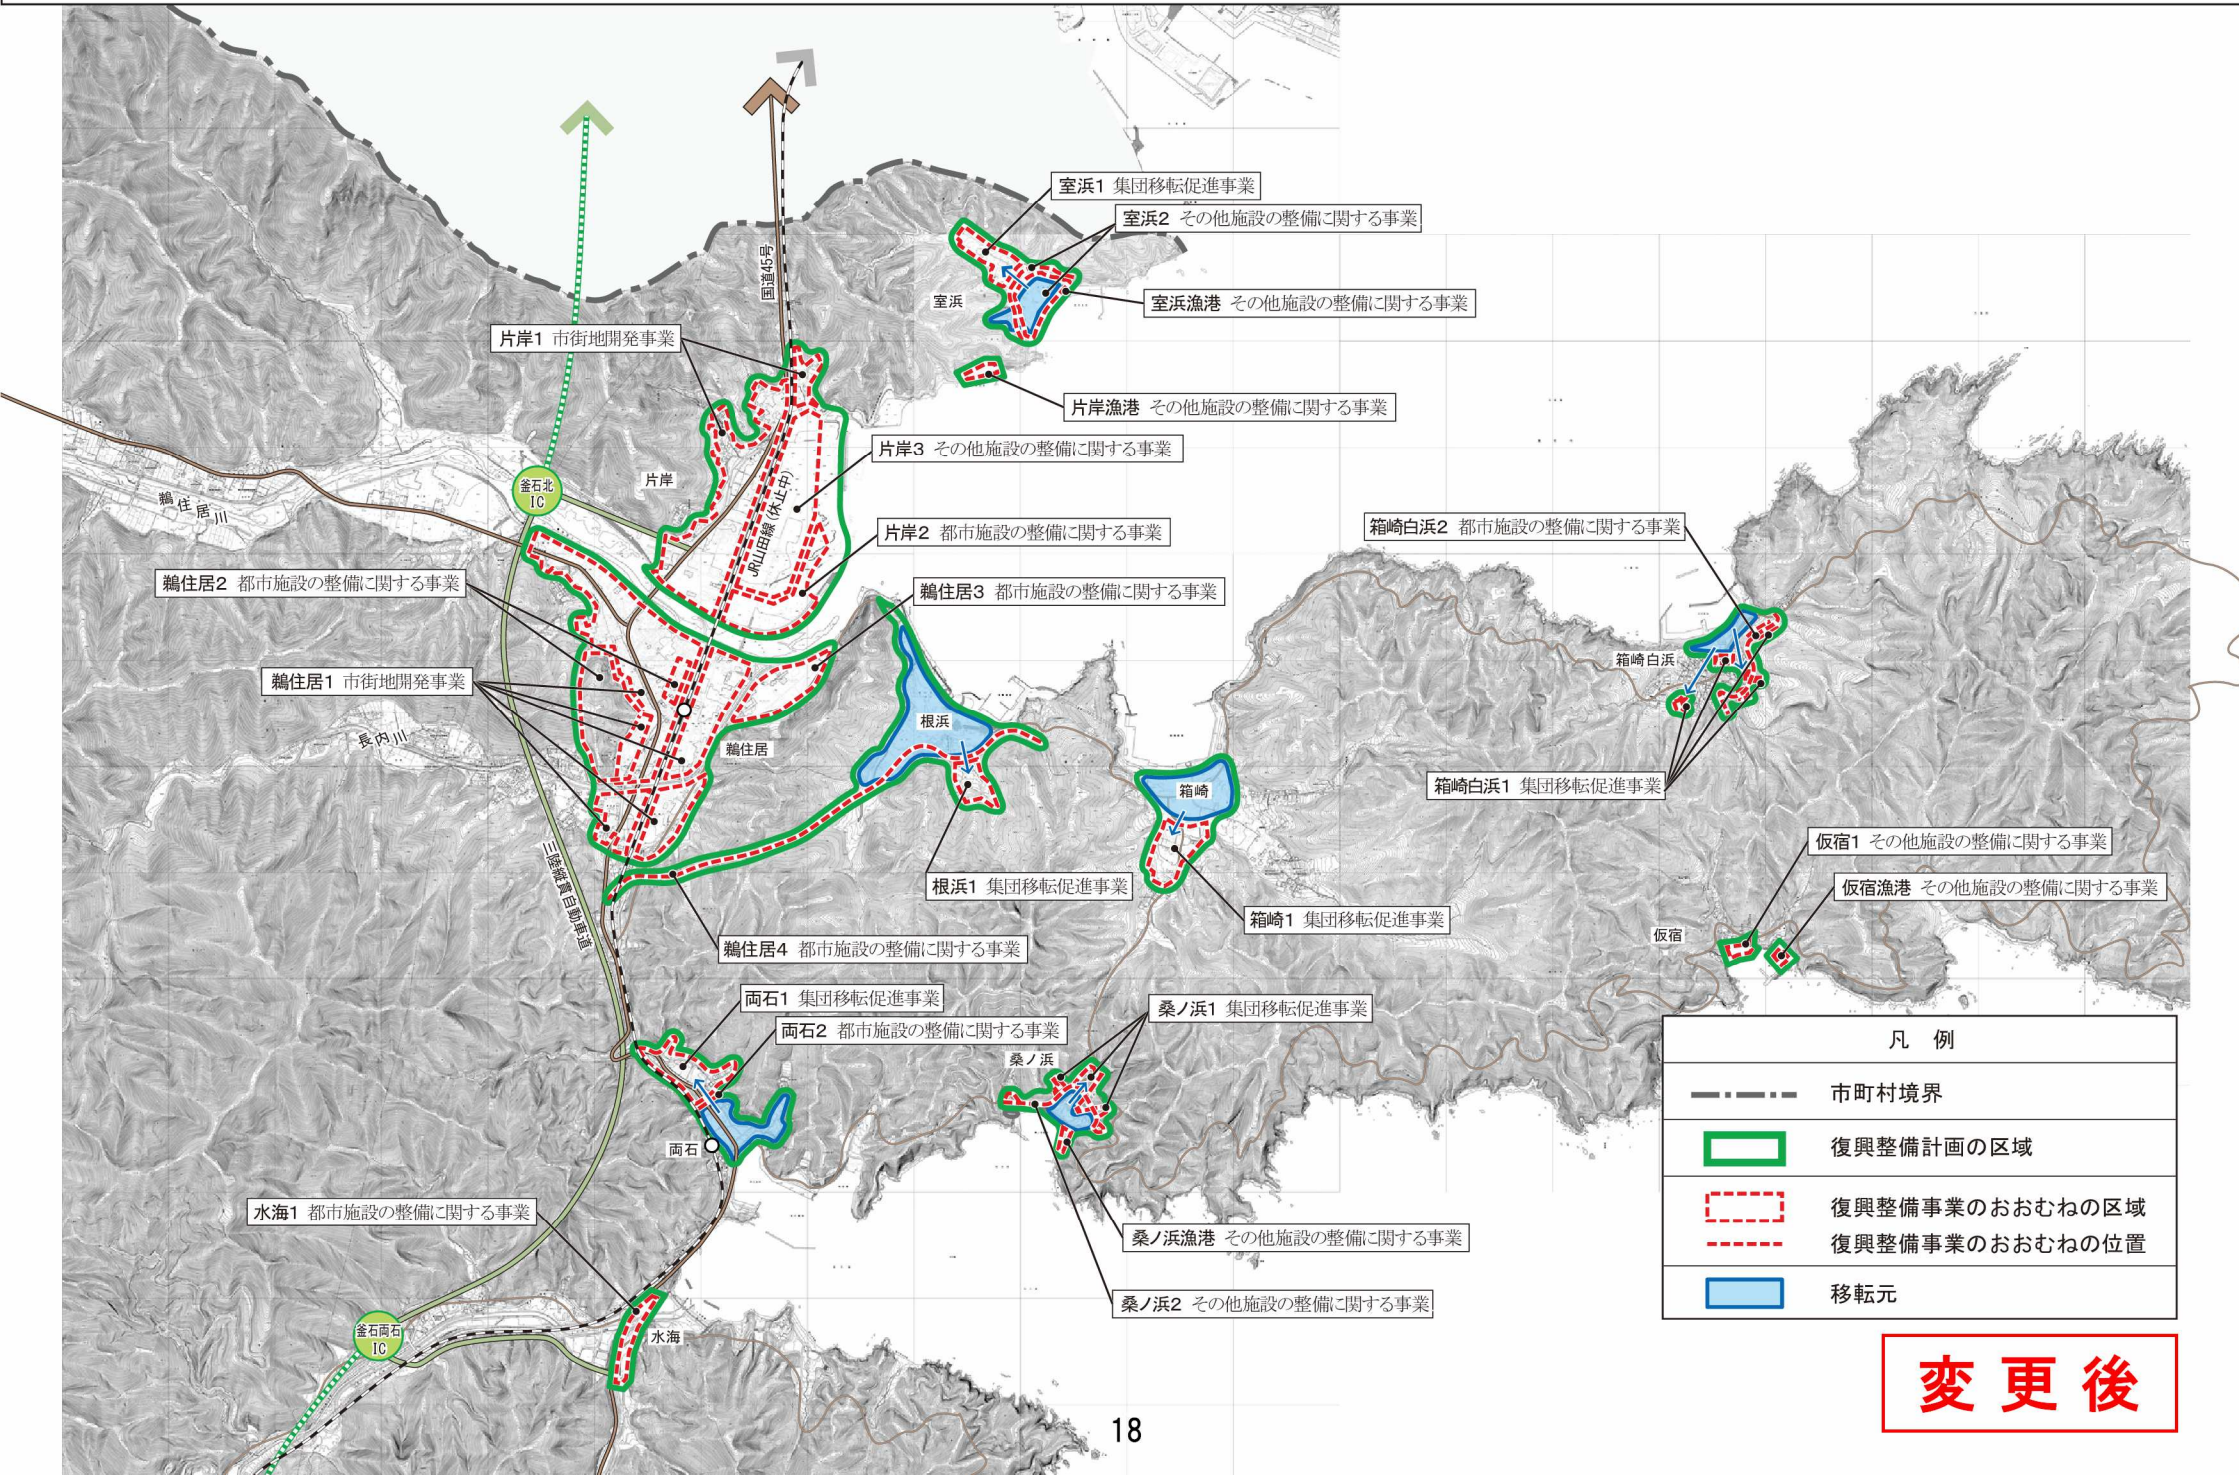 室浜1 集団移転促進事業
室浜2 その他施設の整備に関する事業
国道45号
室浜
室浜漁港 その他施設の整備に関する事業
片岸1 市街地開発事業
片岸漁港 その他施設の整備に関する事業
片岸3 その他施設の整備に関する事業
片岸
釜石北
IC
鵜住居川
JR山田線(休止中)
片岸2 都市施設の整備に関する事業
箱崎白浜2 都市施設の整備に関する事業
鵜住居2 都市施設の整備に関する事業
鵜住居3 都市施設の整備に関する事業
箱崎白浜
鵜住居1 市街地開発事業
根浜
長内川
鵜住居
箱崎
箱崎白浜1 集団移転促進事業
三陸縦貫自動車道
仮宿1 その他施設の整備に関する事業
根浜1 集団移転促進事業
仮宿漁港 その他施設の整備に関する事業
箱崎1 集団移転促進事業
仮宿
鵜住居4 都市施設の整備に関する事業
両石1 集団移転促進事業
桑ノ浜1 集団移転促進事業
両石2 都市施設の整備に関する事業
桑ノ浜
両石
水海1 都市施設の整備に関する事業
桑ノ浜漁港 その他施設の整備に関する事業
桑ノ浜2 その他施設の整備に関する事業
釜石両石
IC
水海
凡 例
市町村境界
復興整備計画の区域
復興整備事業のおおむねの区域
復興整備事業のおおむねの位置
移転元
変更後
18